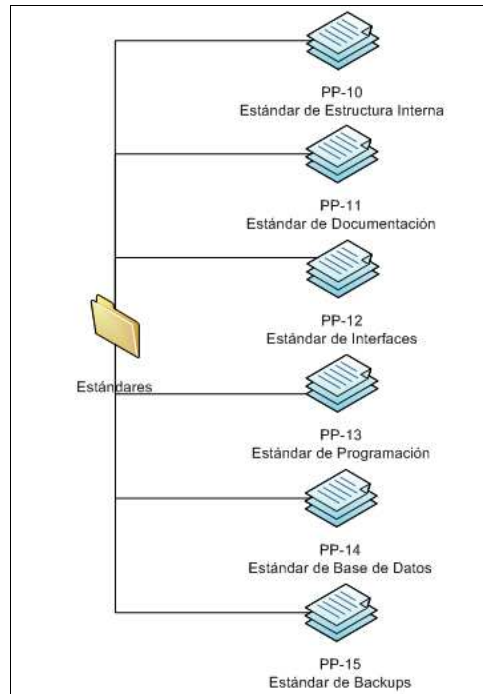 PP-10
Estándar de Estructura Interna
PP-11
Estándar de Documentación
PP-12
Estándar de Interfaces
Estándares
PP-13
Estándar de Programación
PP-14
Estándar de Base de Datos
PP-15
Estándar de Backups